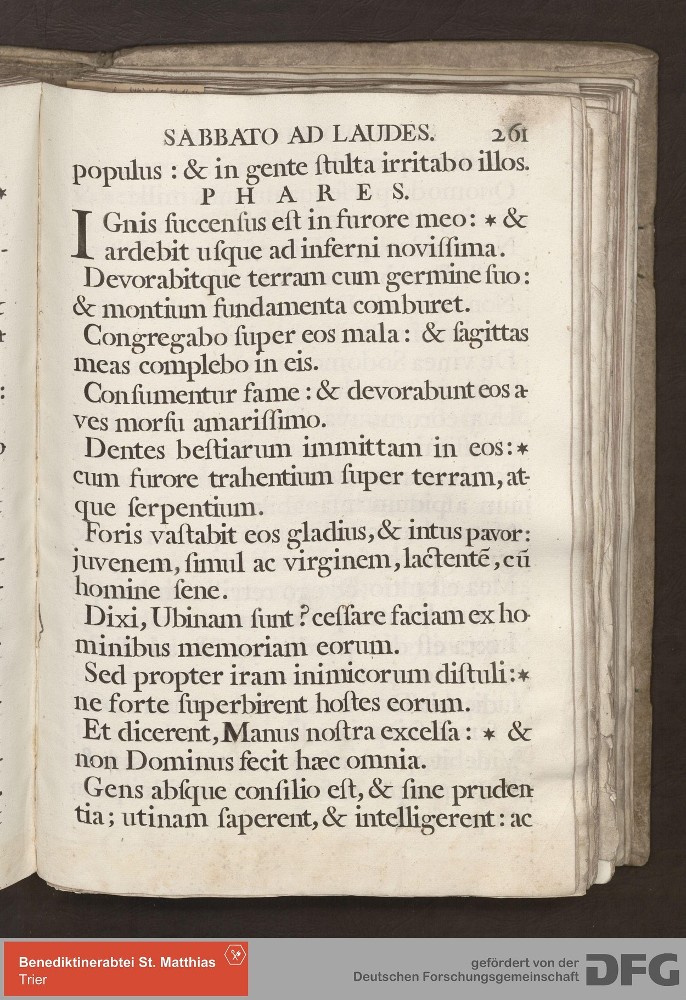 SABBATO AD LAUDES. 261
populus : & in gente ſtulta irritabo illos.
P H A R E S.
IGnis ſuccenſus eſt in furore meo: * &
ardebit uſque ad inferni noviſſima.
Devorabitque terram cum germine ſuo:
& montium fundamenta comburet.
Congregabo ſuper eos mala: & ſagittas
meas complebo in eis.
Conſumentur fame : & devorabunt eos a-
ves morſu amariſſimo.
Dentes beſtiarum immittam in eos: *
cum furore trahentium ſuper terram, at-
que ſerpentium.
Foris vaſtabit eos gladius, & intus pavor:
juvenem, ſimul ac virginem, lactentē, cū
homine ſene.
Dixi, Ubinam ſunt? ceſſare faciam ex ho-
minibus memoriam eorum.
Sed propter iram inimicorum diſtuli: *
ne forte ſuperbirent hoſtes eorum.
Et dicerent, Manus noſtra excelſa: * &
non Dominus fecit hæc omnia.
Gens abſque conſilio eſt, & ſine pruden-
tia; utinam ſaperent, & intelligerent: ac
Benediktinerabtei St. Matthias
Trier
gefördert von der
Deutschen Forschungsgemeinschaft DFG